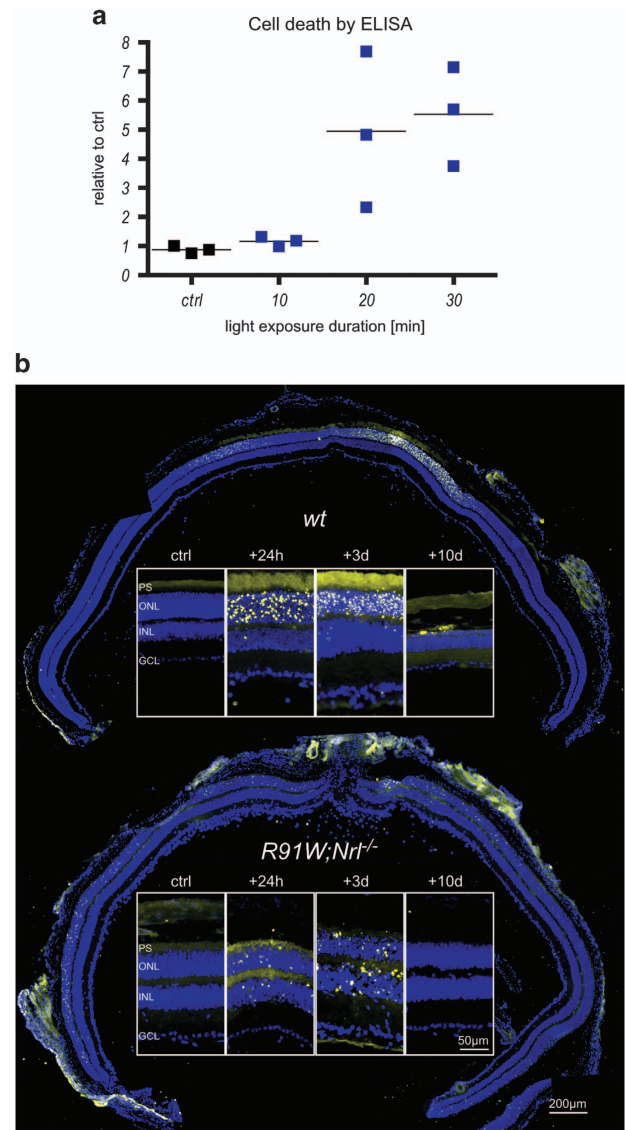 a
Cell death by ELISA
relative to ctrl
8
7
6
5
4
3
2
1
0
ctrl 10 20 30
light exposure duration [min]
b
wt
ctrl +24h +3d +10d
PS
ONL
INL
GCL
R91W;Nrl-/-
ctrl +24h +3d +10d
PS
ONL
INL
GCL
50µm
200µm